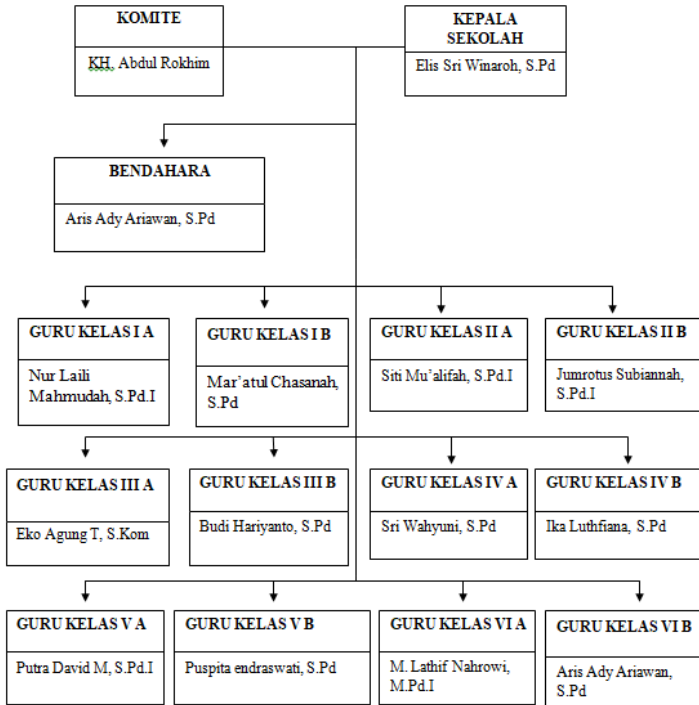 KOMITE
KH, Abdul Rokhim
KEPALA
SEKOLAH
Elis Sri Winaroh, S.Pd
BENDAHARA
Aris Ady Ariawan, S.Pd
GURU KELAS I A
Nur Laili
Mahmudah, S.Pd.I
GURU KELAS I B
Mar’atul Chasanah,
S.Pd
GURU KELAS II A
Siti Mu’alifah, S.Pd.I
GURU KELAS II B
Jumrotus Subiannah,
S.Pd.I
GURU KELAS III A
Eko Agung T, S.Kom
GURU KELAS III B
Budi Hariyanto, S.Pd
GURU KELAS IV A
Sri Wahyuni, S.Pd
GURU KELAS IV B
Ika Luthfiana, S.Pd
GURU KELAS V A
Putra David M, S.Pd.I
GURU KELAS V B
Puspita endraswati, S.Pd
GURU KELAS VI A
M. Lathif Nahrowi,
M.Pd.I
GURU KELAS VI B
Aris Ady Ariawan,
S.Pd